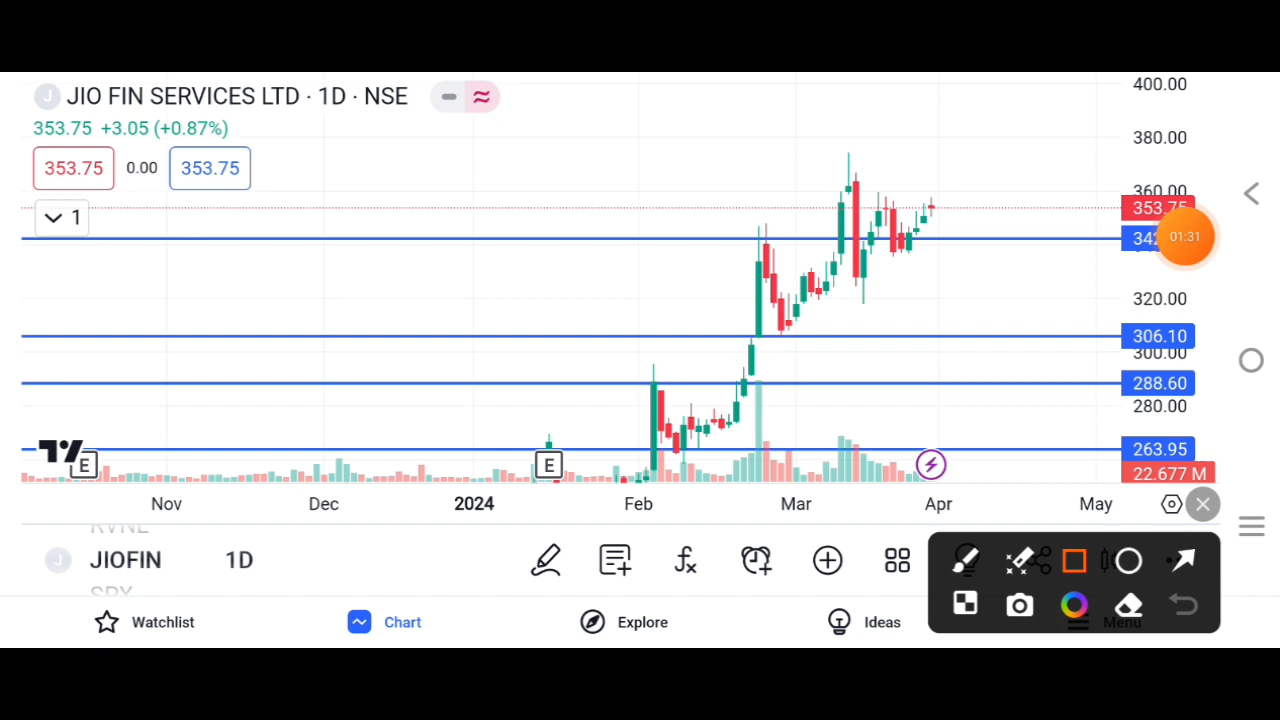 JIO FIN SERVICES LTD · 1D · NSE
353.75 +3.05 (+0.87%)
353.75 0.00 353.75
1
400.00
380.00
360.00
353.75
342
01:31
320.00
306.10
300.00
288.60
280.00
263.95
22.677 M
E E
Nov Dec 2024 Feb Mar Apr May
RVNL
JIOFIN 1D
SPX
Watchlist Chart Explore Ideas Menu